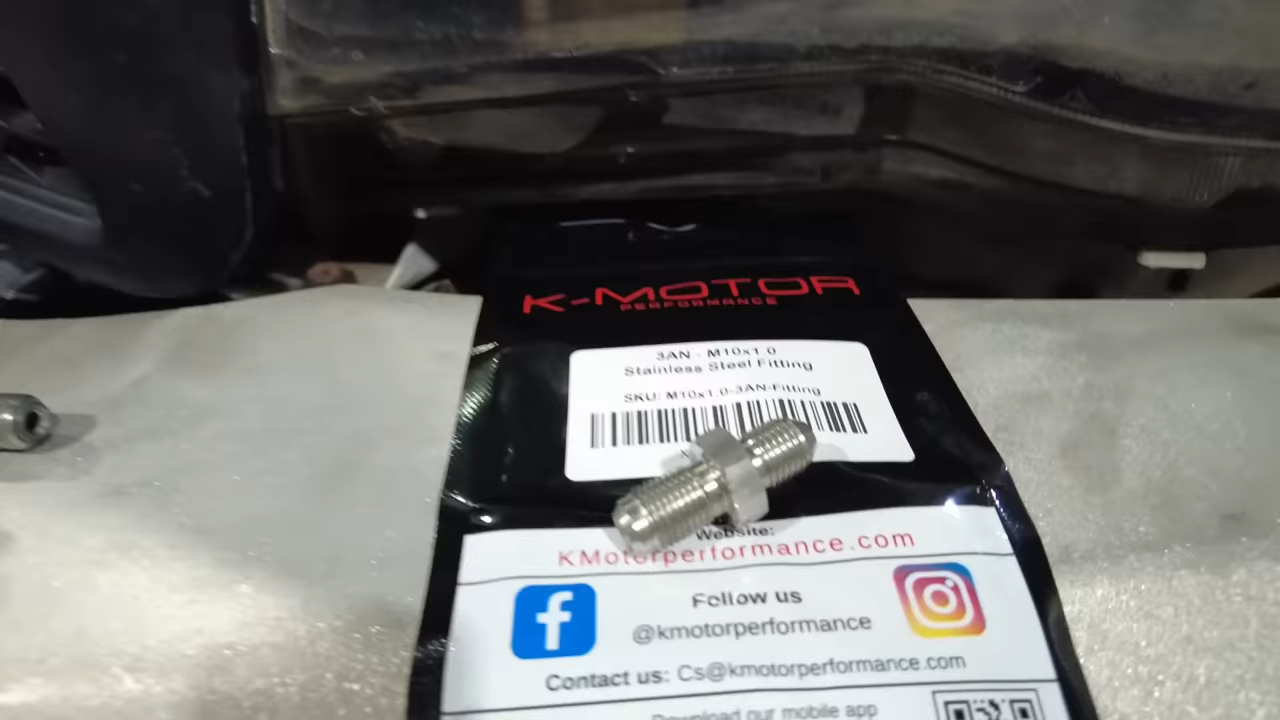 K-MOTOR
PERFORMANCE
3AN - M10x1.0
Stainless Steel Fitting
SKU: M10x1.0-3AN-Fitting
Website:
KMotorperformance.com
Follow us
@kmotorperformance
Contact us: Cs@kmotorperformance.com
Download our mobile app